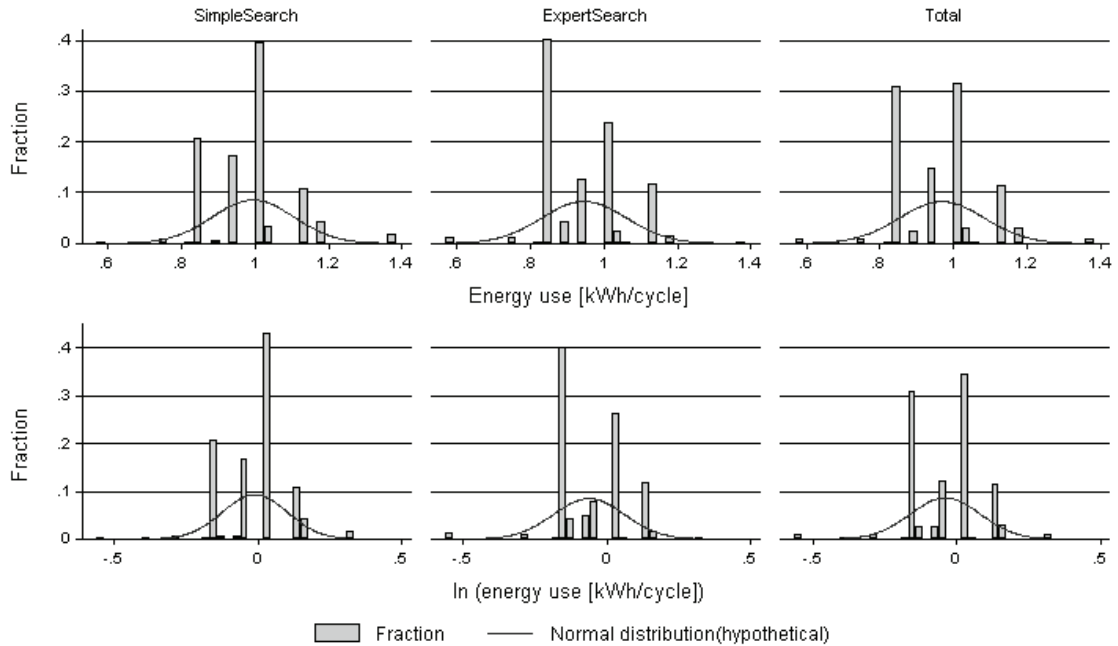 SimpleSearch ExpertSearch Total
Fraction
.4
.3
.2
.1
0
.6 .8 1 1.2 1.4 .6 .8 1 1.2 1.4 .6 .8 1 1.2 1.4
Energy use [kWh/cycle]
Fraction
.4
.3
.2
.1
0
-.5 0 .5 -.5 0 .5 -.5 0 .5
ln (energy use [kWh/cycle])
Fraction Normal distribution(hypothetical)